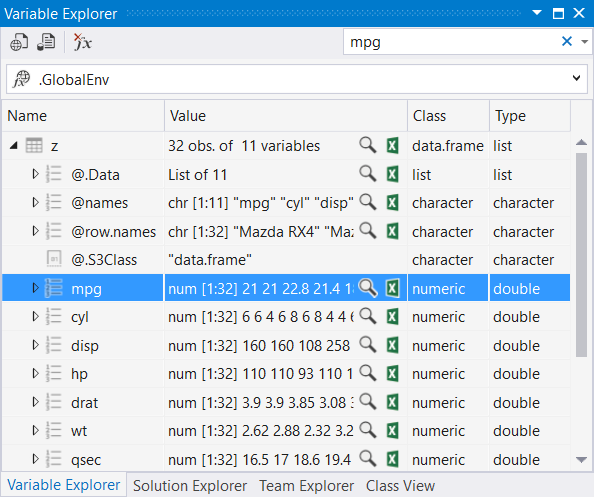 Variable Explorer
mpg
.GlobalEnv
Name Value Class Type
z 32 obs. of 11 variables data.frame list
@.Data List of 11 list list
@names chr [1:11] "mpg" "cyl" "disp" character character
@row.names chr [1:32] "Mazda RX4" "Ma character character
@.S3Class "data.frame" character character
mpg num [1:32] 21 21 22.8 21.4 numeric double
cyl num [1:32] 6 6 4 6 8 6 8 4 4 numeric double
disp num [1:32] 160 160 108 258 numeric double
hp num [1:32] 110 110 93 110 numeric double
drat num [1:32] 3.9 3.9 3.85 3.08 numeric double
wt num [1:32] 2.62 2.88 2.32 3.2 numeric double
qsec num [1:32] 16.5 17 18.6 19.4 numeric double
Variable Explorer Solution Explorer Team Explorer Class View